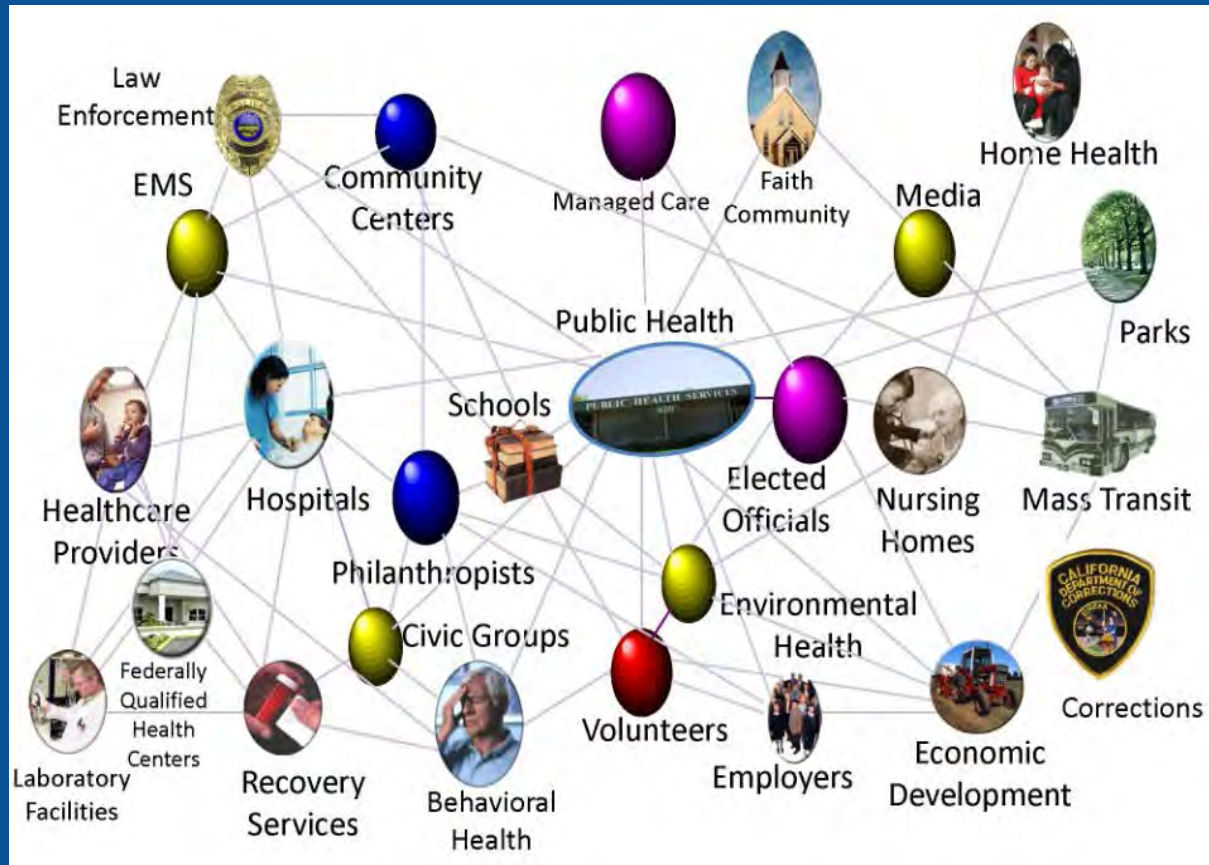 Law
Enforcement
EMS
Community
Centers
Managed Care
Faith
Community
Home Health
Media
Parks
Public Health
PUBLIC HEALTH SERVICES
Schools
Healthcare
Providers
Hospitals
Philanthropists
Elected
Officials
Nursing
Homes
Mass Transit
Civic Groups
Environmental
Health
CALIFORNIA
DEPARTMENT OF
CORRECTIONS
Corrections
Federally
Qualified
Health
Centers
Laboratory
Facilities
Recovery
Services
Behavioral
Health
Volunteers
Employers
Economic
Development